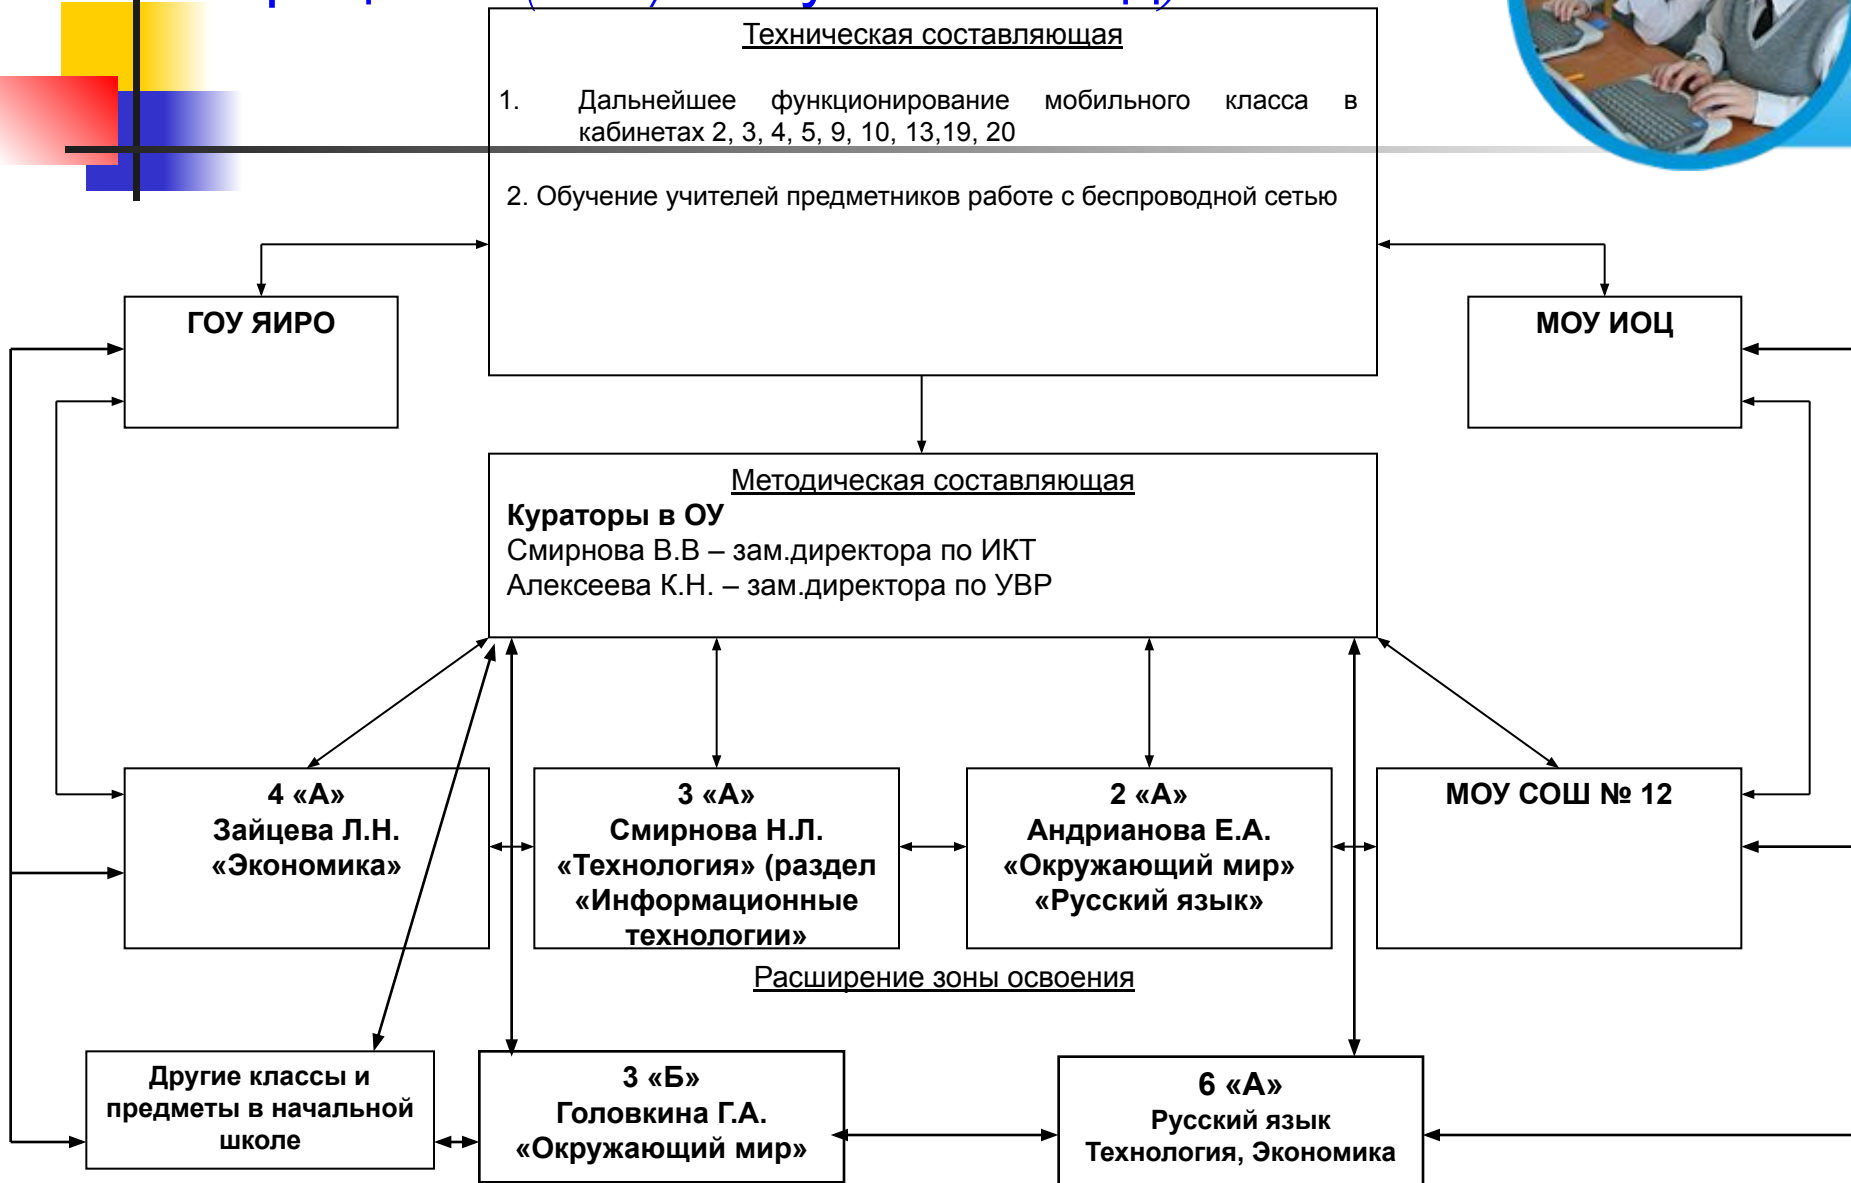 Техническая составляющая
1. Дальнейшее функционирование мобильного класса в
кабинетах 2, 3, 4, 5, 9, 10, 13,19, 20
2. Обучение учителей предметников работе с беспроводной сетью
ГОУ ЯИРО
МОУ ИОЦ
Методическая составляющая
Кураторы в ОУ
Смирнова В.В – зам.директора по ИКТ
Алексеева К.Н. – зам.директора по УВР
4 «А»
Зайцева Л.Н.
«Экономика»
3 «А»
Смирнова Н.Л.
«Технология» (раздел
«Информационные
технологии»
2 «А»
Андрианова Е.А.
«Окружающий мир»
«Русский язык»
МОУ СОШ № 12
Расширение зоны освоения
Другие классы и
предметы в начальной
школе
3 «Б»
Головкина Г.А.
«Окружающий мир»
6 «А»
Русский язык
Технология, Экономика